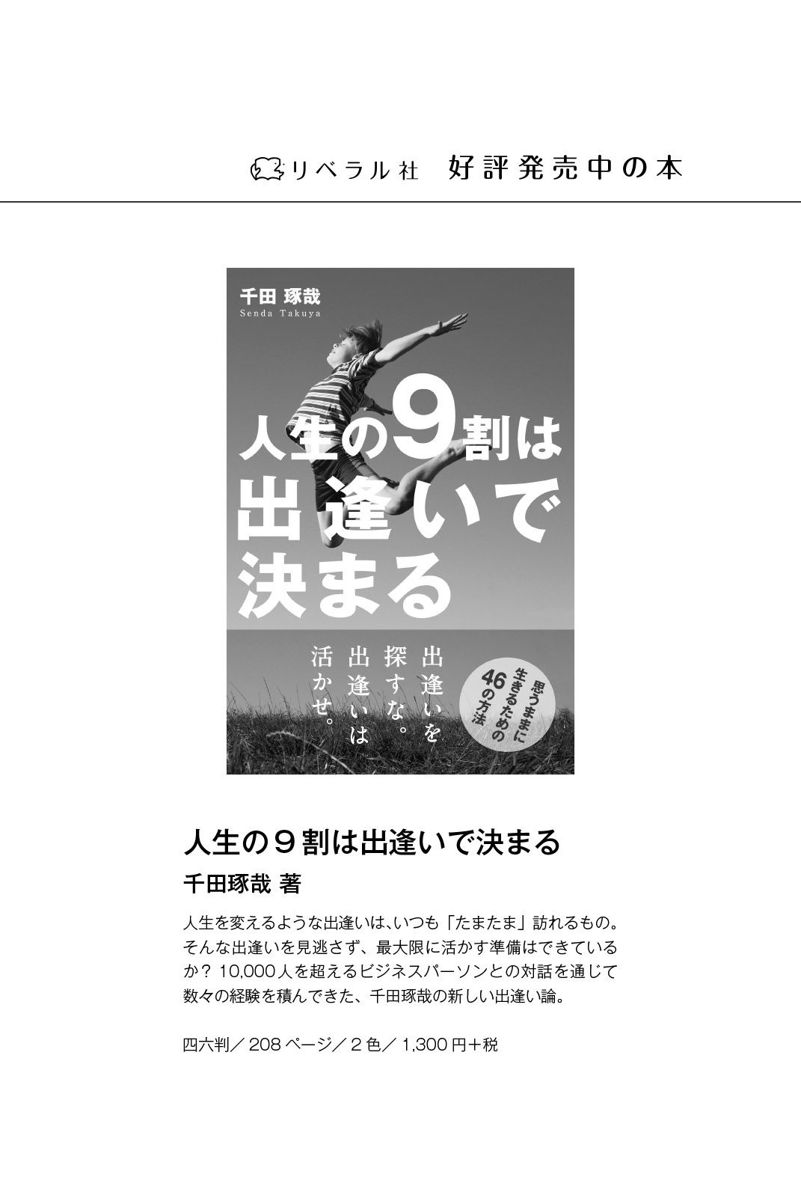 リベラル社 好評発売中の本
千田 琢哉
Senda Takuya
人生の9割は
出逢いで
決まる
出逢いを
探すな。
出逢いは
活かせ。
思うままに
生きるための
46の方法
人生の9割は出逢いで決まる
千田琢哉 著
人生を変えるような出逢いは、いつも「たまたま」訪れるもの。
そんな出逢いを見逃さず、最大限に活かす準備はできている
か? 10,000人を超えるビジネスパーソンとの対話を通じて
数々の経験を積んできた、千田琢哉の新しい出逢い論。
四六判/208ページ/2色/1,300円+税